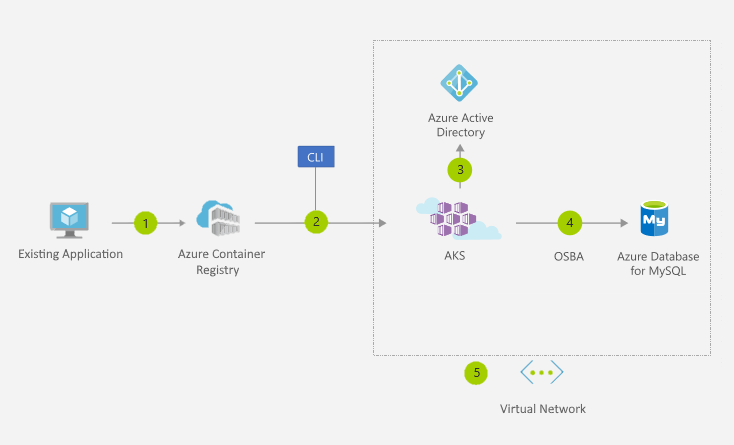 Azure Active
Directory
CLI
3
1
2
4
My
Existing Application
Azure Container
Registry
AKS
OSBA
Azure Database
for MySQL
5
Virtual Network